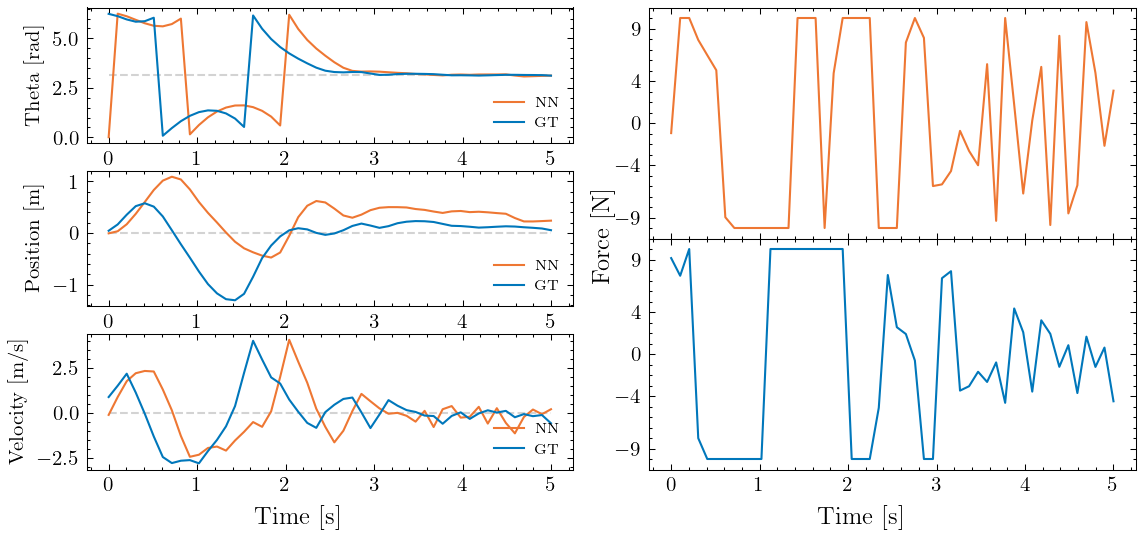 Theta [rad]
5.0
2.5
0.0
NN
GT
0 1 2 3 4 5
Position [m]
1
0
−1
NN
GT
0 1 2 3 4 5
Velocity [m/s]
2.5
0.0
−2.5
NN
GT
0 1 2 3 4 5
Time [s]
Force [N]
9
4
0
−4
−9
9
4
0
−4
−9
0 1 2 3 4 5
Time [s]